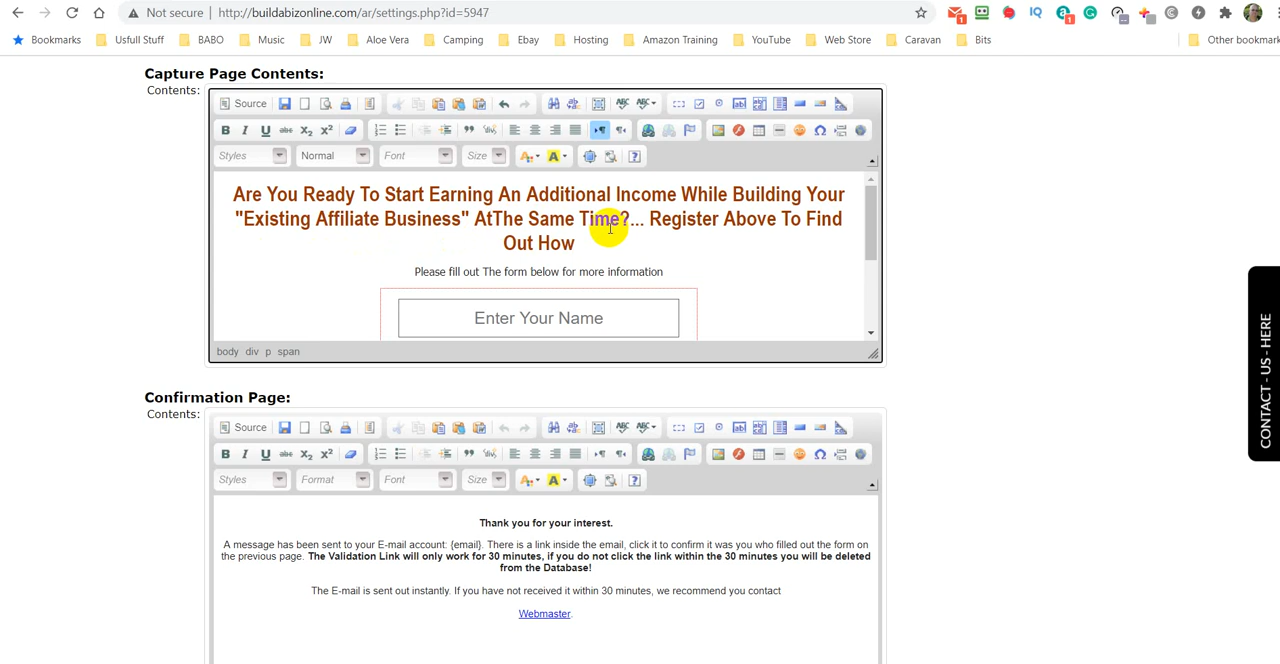 Not secure | http://buildabizonline.com/ar/settings.php?id=5947
1 IQ 1
Bookmarks Usfull Stuff BABO Music JW Aloe Vera Camping Ebay Hosting Amazon Training YouTube Web Store Caravan Bits Other bookmark
Capture Page Contents:
Contents:
Source
B I U abc X2 X2
Styles Normal Font Size A A ?
Are You Ready To Start Earning An Additional Income While Building Your
"Existing Affiliate Business" AtThe Same Time?... Register Above To Find
Out How
Please fill out The form below for more information
Enter Your Name
body div p span
CONTACT - US - HERE
Confirmation Page:
Contents:
Source
B I U abc X2 X2
Styles Format Font Size A A ?
Thank you for your interest.
A message has been sent to your E-mail account: {email}. There is a link inside the email, click it to confirm it was you who filled out the form on
the previous page. The Validation Link will only work for 30 minutes, if you do not click the link within the 30 minutes you will be deleted
from the Database!
The E-mail is sent out instantly. If you have not received it within 30 minutes, we recommend you contact
Webmaster.